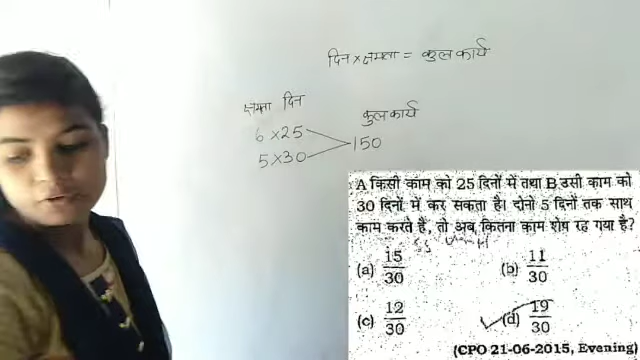 दिन × क्षमता = कुल कार्य
क्षमता दिन
कुल कार्य
6 × 25
150
5 × 30
A किसी काम को 25 दिनों में तथा B उसी काम को
30 दिनों में कर सकता है। दोनों 5 दिनों तक साथ
काम करते हैं, तो अब कितना काम शेष रह गया है?
(a) 15/30 (b) 11/30
(c) 12/30 (d) 19/30
(CPO 21-06-2015, Evening)